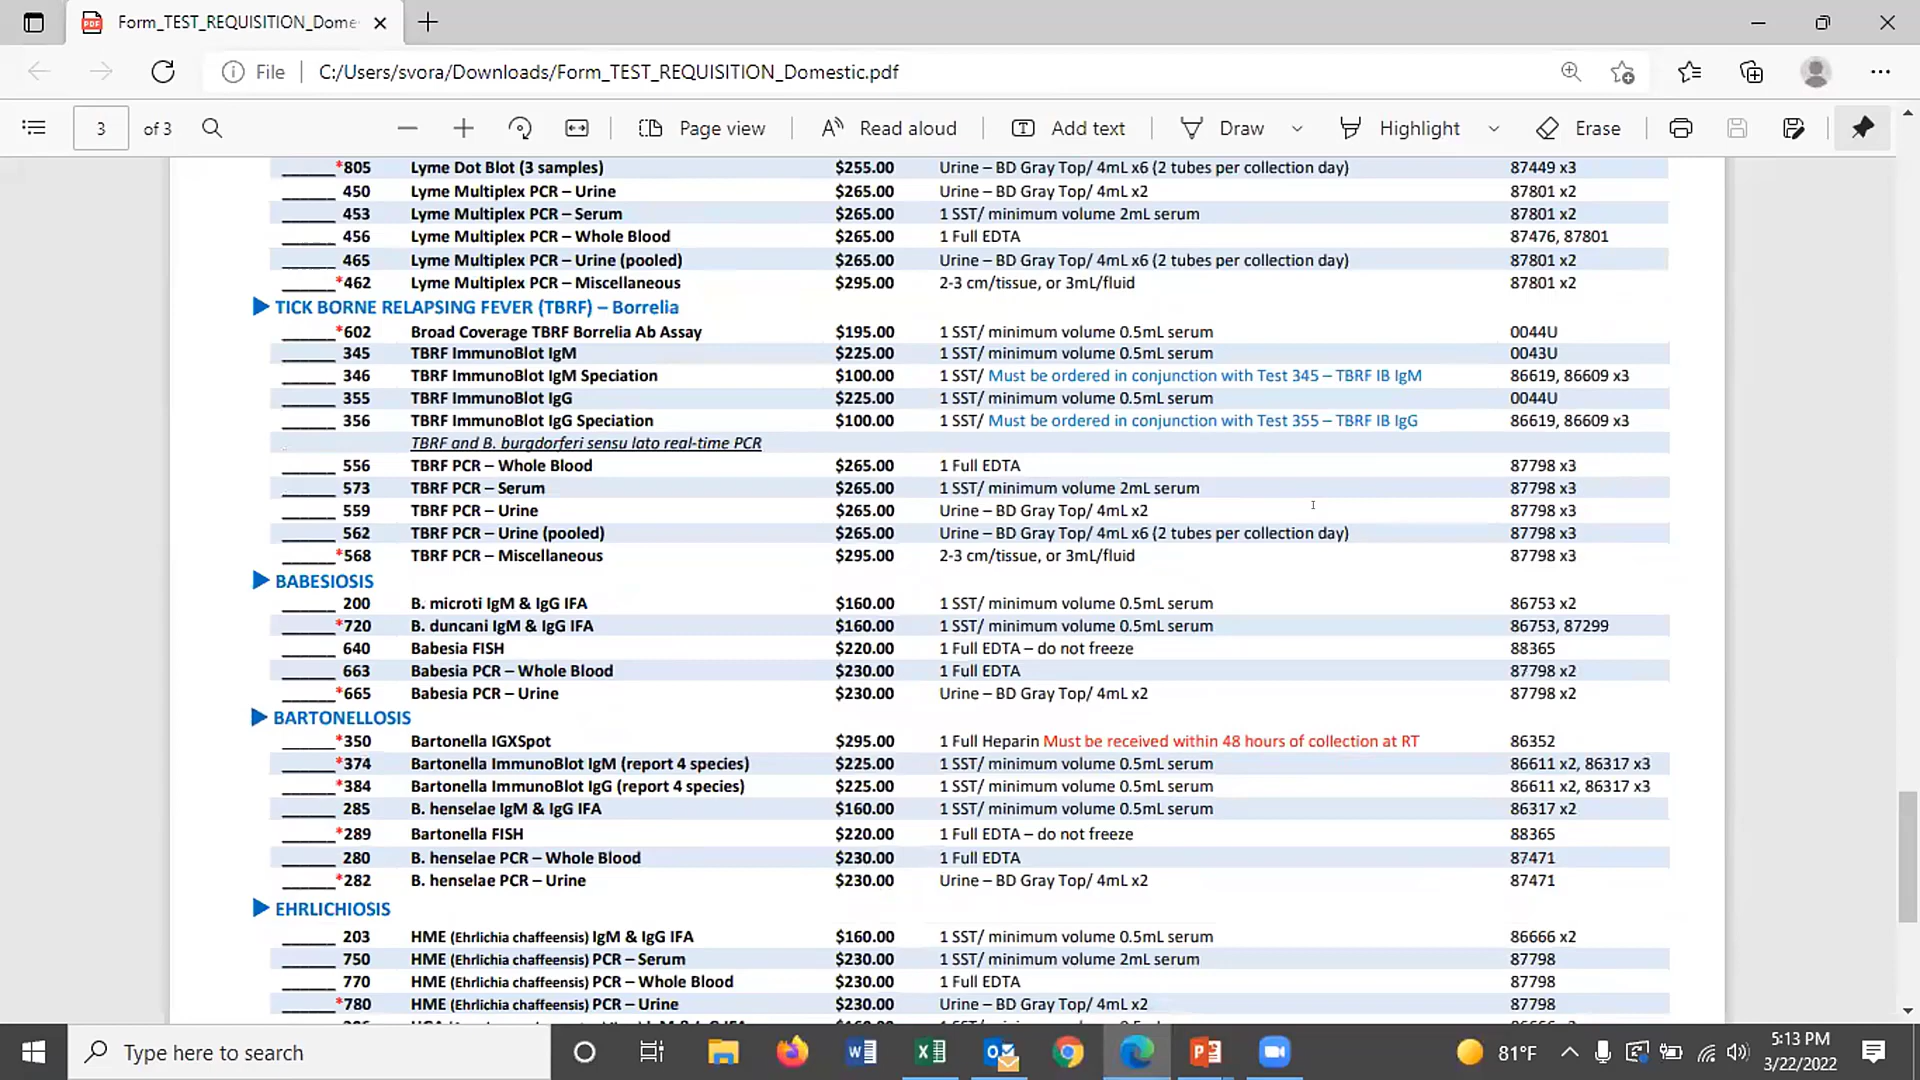 Form_TEST_REQUISITION_Dome
File C:/Users/svora/Downloads/Form_TEST_REQUISITION_Domestic.pdf
3 of 3 Page view Read aloud Add text Draw Highlight Erase
______*805 Lyme Dot Blot (3 samples) $255.00 Urine – BD Gray Top/ 4mL x6 (2 tubes per collection day) 87449 x3
______ 450 Lyme Multiplex PCR – Urine $265.00 Urine – BD Gray Top/ 4mL x2 87801 x2
______ 453 Lyme Multiplex PCR – Serum $265.00 1 SST/ minimum volume 2mL serum 87801 x2
______ 456 Lyme Multiplex PCR – Whole Blood $265.00 1 Full EDTA 87476, 87801
______ 465 Lyme Multiplex PCR – Urine (pooled) $265.00 Urine – BD Gray Top/ 4mL x6 (2 tubes per collection day) 87801 x2
______*462 Lyme Multiplex PCR – Miscellaneous $295.00 2-3 cm/tissue, or 3mL/fluid 87801 x2
TICK BORNE RELAPSING FEVER (TBRF) – Borrelia
______*602 Broad Coverage TBRF Borrelia Ab Assay $195.00 1 SST/ minimum volume 0.5mL serum 0044U
______ 345 TBRF ImmunoBlot IgM $225.00 1 SST/ minimum volume 0.5mL serum 0043U
______ 346 TBRF ImmunoBlot IgM Speciation $100.00 1 SST/ Must be ordered in conjunction with Test 345 – TBRF IB IgM 86619, 86609 x3
______ 355 TBRF ImmunoBlot IgG $225.00 1 SST/ minimum volume 0.5mL serum 0044U
______ 356 TBRF ImmunoBlot IgG Speciation $100.00 1 SST/ Must be ordered in conjunction with Test 355 – TBRF IB IgG 86619, 86609 x3
TBRF and B. burgdorferi sensu lato real-time PCR
______ 556 TBRF PCR – Whole Blood $265.00 1 Full EDTA 87798 x3
______ 573 TBRF PCR – Serum $265.00 1 SST/ minimum volume 2mL serum 87798 x3
______ 559 TBRF PCR – Urine $265.00 Urine – BD Gray Top/ 4mL x2 87798 x3
______ 562 TBRF PCR – Urine (pooled) $265.00 Urine – BD Gray Top/ 4mL x6 (2 tubes per collection day) 87798 x3
______*568 TBRF PCR – Miscellaneous $295.00 2-3 cm/tissue, or 3mL/fluid 87798 x3
BABESIOSIS
______ 200 B. microti IgM & IgG IFA $160.00 1 SST/ minimum volume 0.5mL serum 86753 x2
______*720 B. duncani IgM & IgG IFA $160.00 1 SST/ minimum volume 0.5mL serum 86753, 87299
______ 640 Babesia FISH $220.00 1 Full EDTA – do not freeze 88365
______ 663 Babesia PCR – Whole Blood $230.00 1 Full EDTA 87798 x2
______*665 Babesia PCR – Urine $230.00 Urine – BD Gray Top/ 4mL x2 87798 x2
BARTONELLOSIS
______*350 Bartonella IGXSpot $295.00 1 Full Heparin Must be received within 48 hours of collection at RT 86352
______*374 Bartonella ImmunoBlot IgM (report 4 species) $225.00 1 SST/ minimum volume 0.5mL serum 86611 x2, 86317 x3
______*384 Bartonella ImmunoBlot IgG (report 4 species) $225.00 1 SST/ minimum volume 0.5mL serum 86611 x2, 86317 x3
______ 285 B. henselae IgM & IgG IFA $160.00 1 SST/ minimum volume 0.5mL serum 86317 x2
______*289 Bartonella FISH $220.00 1 Full EDTA – do not freeze 88365
______ 280 B. henselae PCR – Whole Blood $230.00 1 Full EDTA 87471
______*282 B. henselae PCR – Urine $230.00 Urine – BD Gray Top/ 4mL x2 87471
EHRLICHIOSIS
______ 203 HME (Ehrlichia chaffeensis) IgM & IgG IFA $160.00 1 SST/ minimum volume 0.5mL serum 86666 x2
______ 750 HME (Ehrlichia chaffeensis) PCR – Serum $230.00 1 SST/ minimum volume 2mL serum 87798
______ 770 HME (Ehrlichia chaffeensis) PCR – Whole Blood $230.00 1 Full EDTA 87798
______*780 HME (Ehrlichia chaffeensis) PCR – Urine $230.00 Urine – BD Gray Top/ 4mL x2 87798
Type here to search 81°F 5:13 PM
3/22/2022